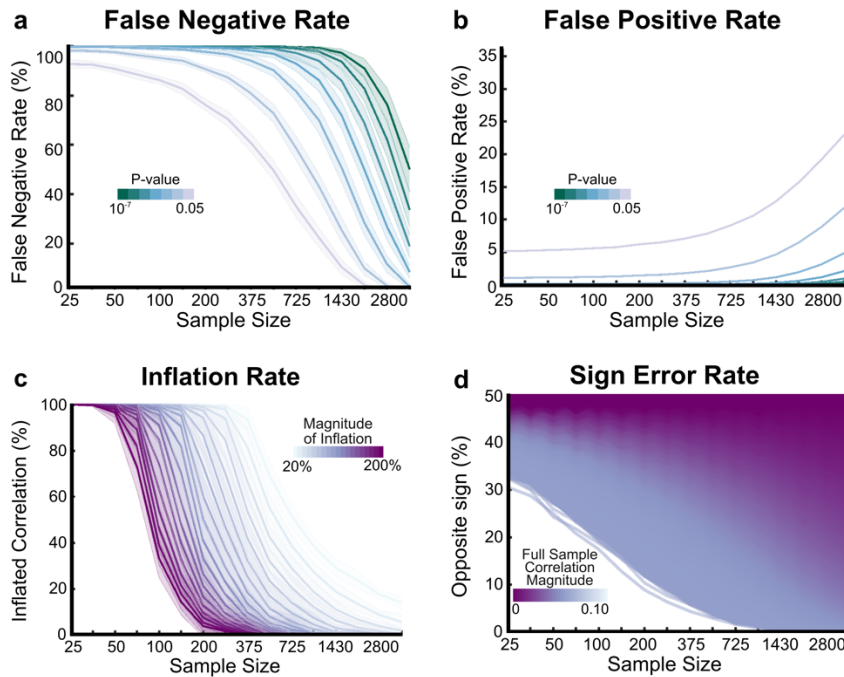 a False Negative Rate
False Negative Rate (%)
100
80
60
40
20
0
P-value
10-7 0.05
25 50 100 200 375 725 1430 2800
Sample Size
b False Positive Rate
False Positive Rate (%)
35
30
25
20
15
10
5
0
P-value
10-7 0.05
25 50 100 200 375 725 1430 2800
Sample Size
c Inflation Rate
Inflated Correlation (%)
100
80
60
40
20
0
Magnitude
of Inflation
20% 200%
25 50 100 200 375 725 1430 2800
Sample Size
d Sign Error Rate
Opposite sign (%)
50
40
30
20
10
0
Full Sample
Correlation
Magnitude
0 0.10
25 50 100 200 375 725 1430 2800
Sample Size